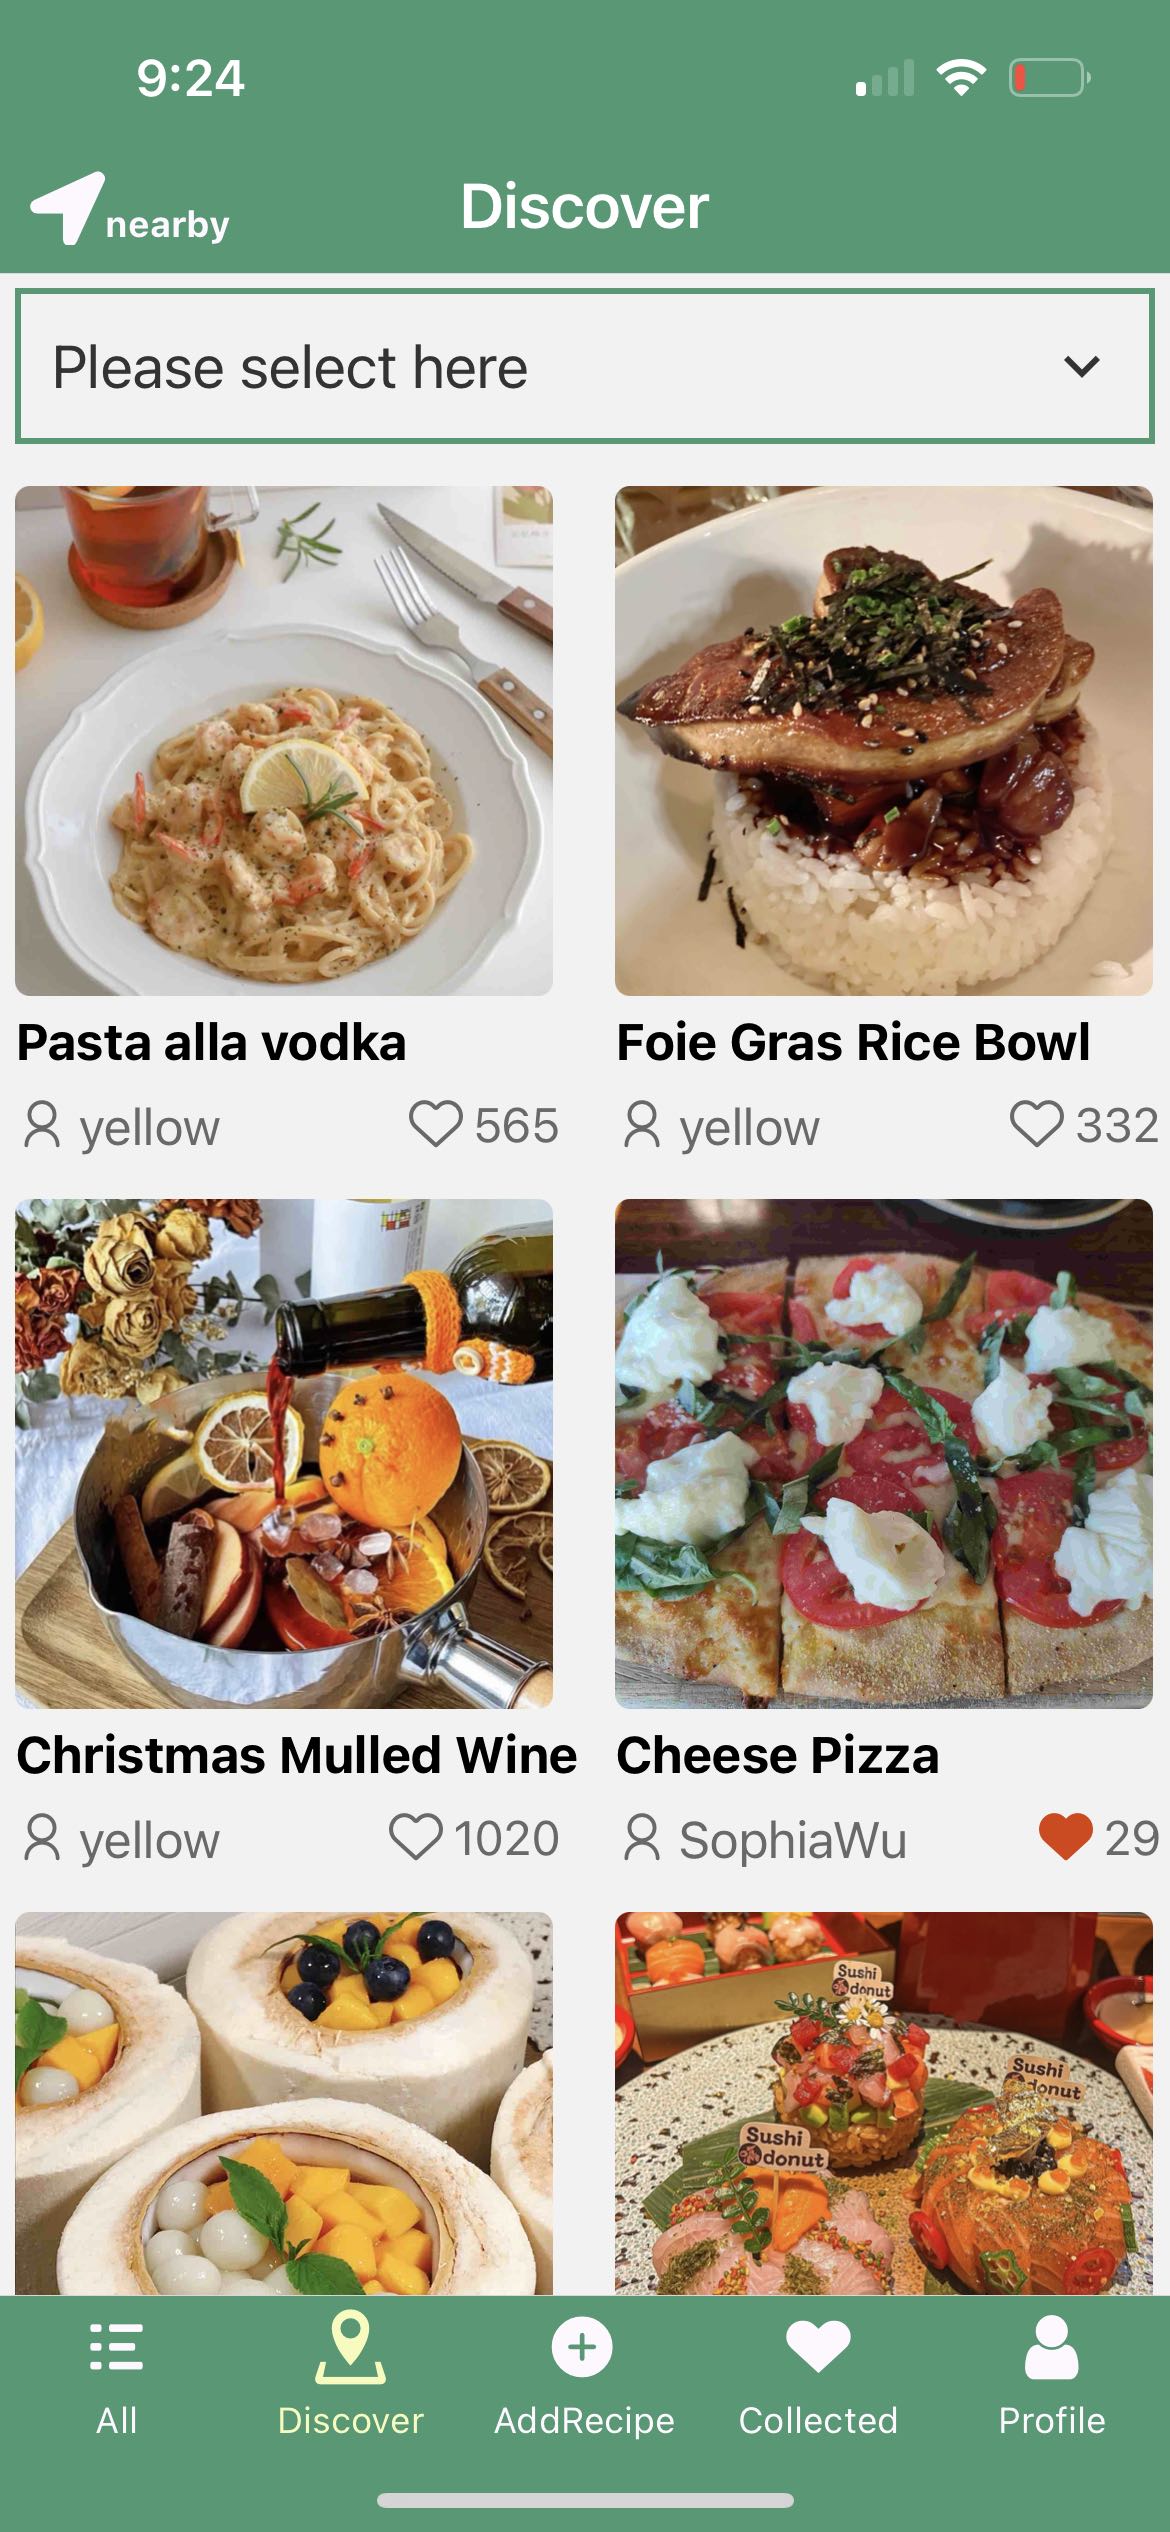 9:24
nearby
Discover
Please select here
Pasta alla vodka
yellow
565
Foie Gras Rice Bowl
yellow
332
Christmas Mulled Wine
yellow
1020
Cheese Pizza
SophiaWu
29
Sushi
donut
Sushi
donut
Sushi
donut
All
Discover
AddRecipe
Collected
Profile